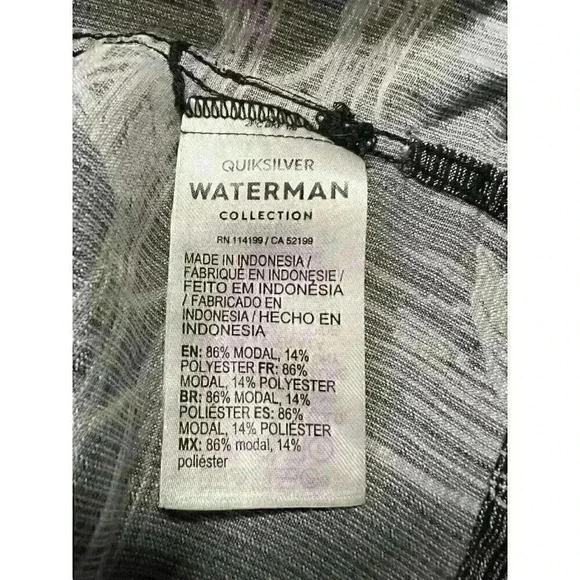 QUIKSILVER
WATERMAN
COLLECTION
RN 114199 / CA 52199
MADE IN INDONESIA /
FABRIQUÉ EN INDONESIE /
FEITO EM INDONÉSIA
/ FABRICADO EN
INDONESIA / HECHO EN
INDONESIA
EN: 86% MODAL, 14%
POLYESTER FR: 86%
MODAL, 14% POLYESTER
BR: 86% MODAL, 14%
POLIÉSTER ES: 86%
MODAL, 14% POLIÉSTER
MX: 86% modal, 14%
poliéster